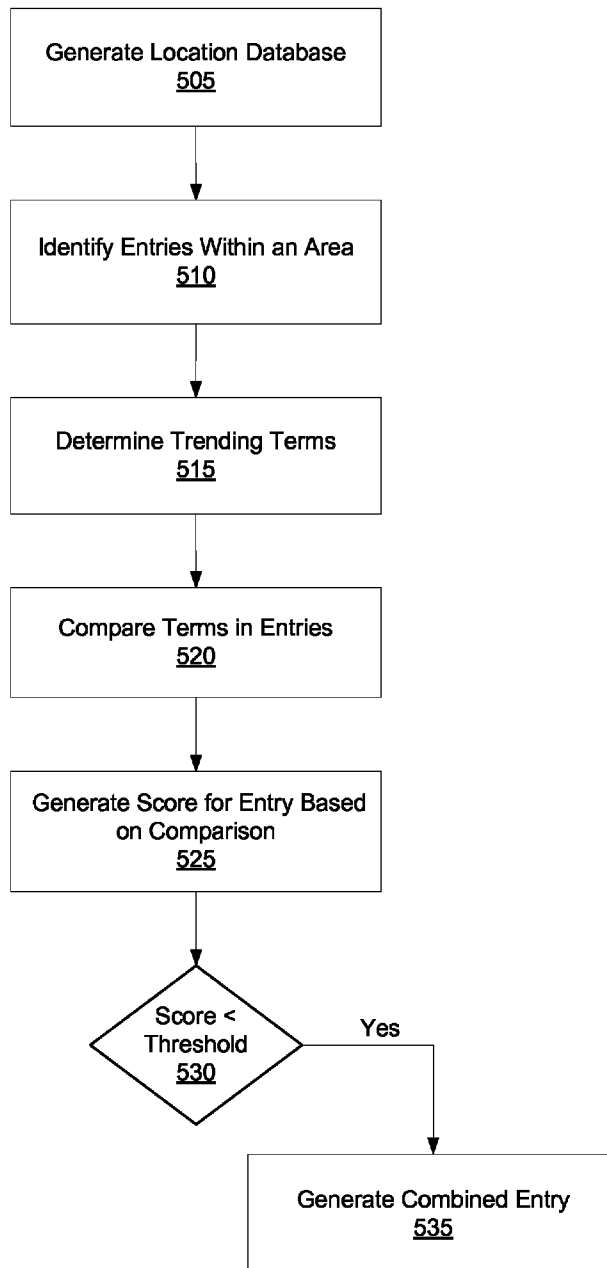 Generate Location Database
505
Identify Entries Within an Area
510
Determine Trending Terms
515
Compare Terms in Entries
520
Generate Score for Entry Based
on Comparison
525
Score <
Threshold
530
Yes
Generate Combined Entry
535